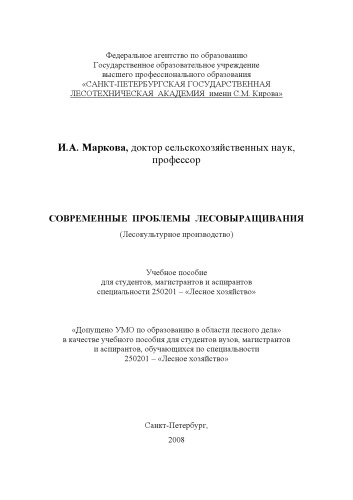 Федеральное агентство по образованию
Государственное образовательное учреждение
высшего профессионального образования
«САНКТ-ПЕТЕРБУРГСКАЯ ГОСУДАРСТВЕННАЯ
ЛЕСОТЕХНИЧЕСКАЯ АКАДЕМИЯ имени С.М. Кирова»
И.А. Маркова, доктор сельскохозяйственных наук,
профессор
СОВРЕМЕННЫЕ ПРОБЛЕМЫ ЛЕСОВЫРАЩИВАНИЯ
(Лесокультурное производство)
Учебное пособие
для студентов, магистрантов и аспирантов
специальности 250201 – «Лесное хозяйство»
«Допущено УМО по образованию в области лесного дела»
в качестве учебного пособия для студентов вузов, магистрантов
и аспирантов, обучающихся по специальности
250201 – «Лесное хозяйство»
Санкт-Петербург,
2008